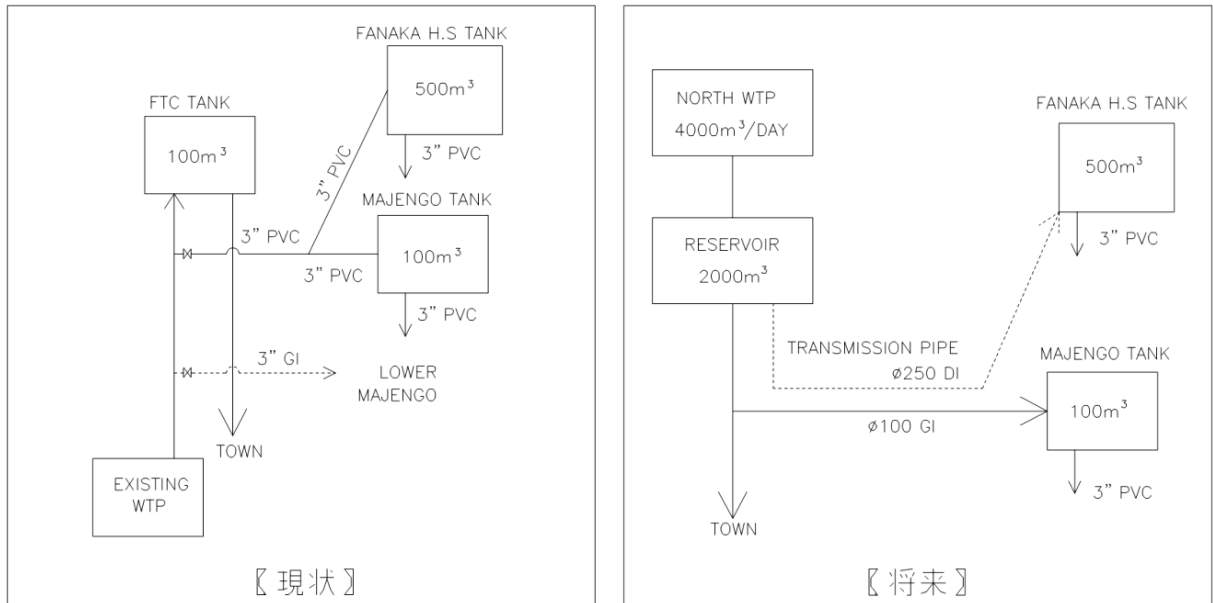 FANAKA H.S TANK
500m³
FTC TANK
100m³
3” PVC
3” PVC
MAJENGO TANK
3” PVC
100m³
3” PVC
3” PVC
3” GI
LOWER
MAJENGO
TOWN
EXISTING
WTP
〖現状〗
NORTH WTP
4000m³/DAY
FANAKA H.S TANK
500m³
RESERVOIR
2000m³
3” PVC
TRANSMISSION PIPE
ø250 DI
MAJENGO TANK
100m³
ø100 GI
3” PVC
TOWN
〖将来〗